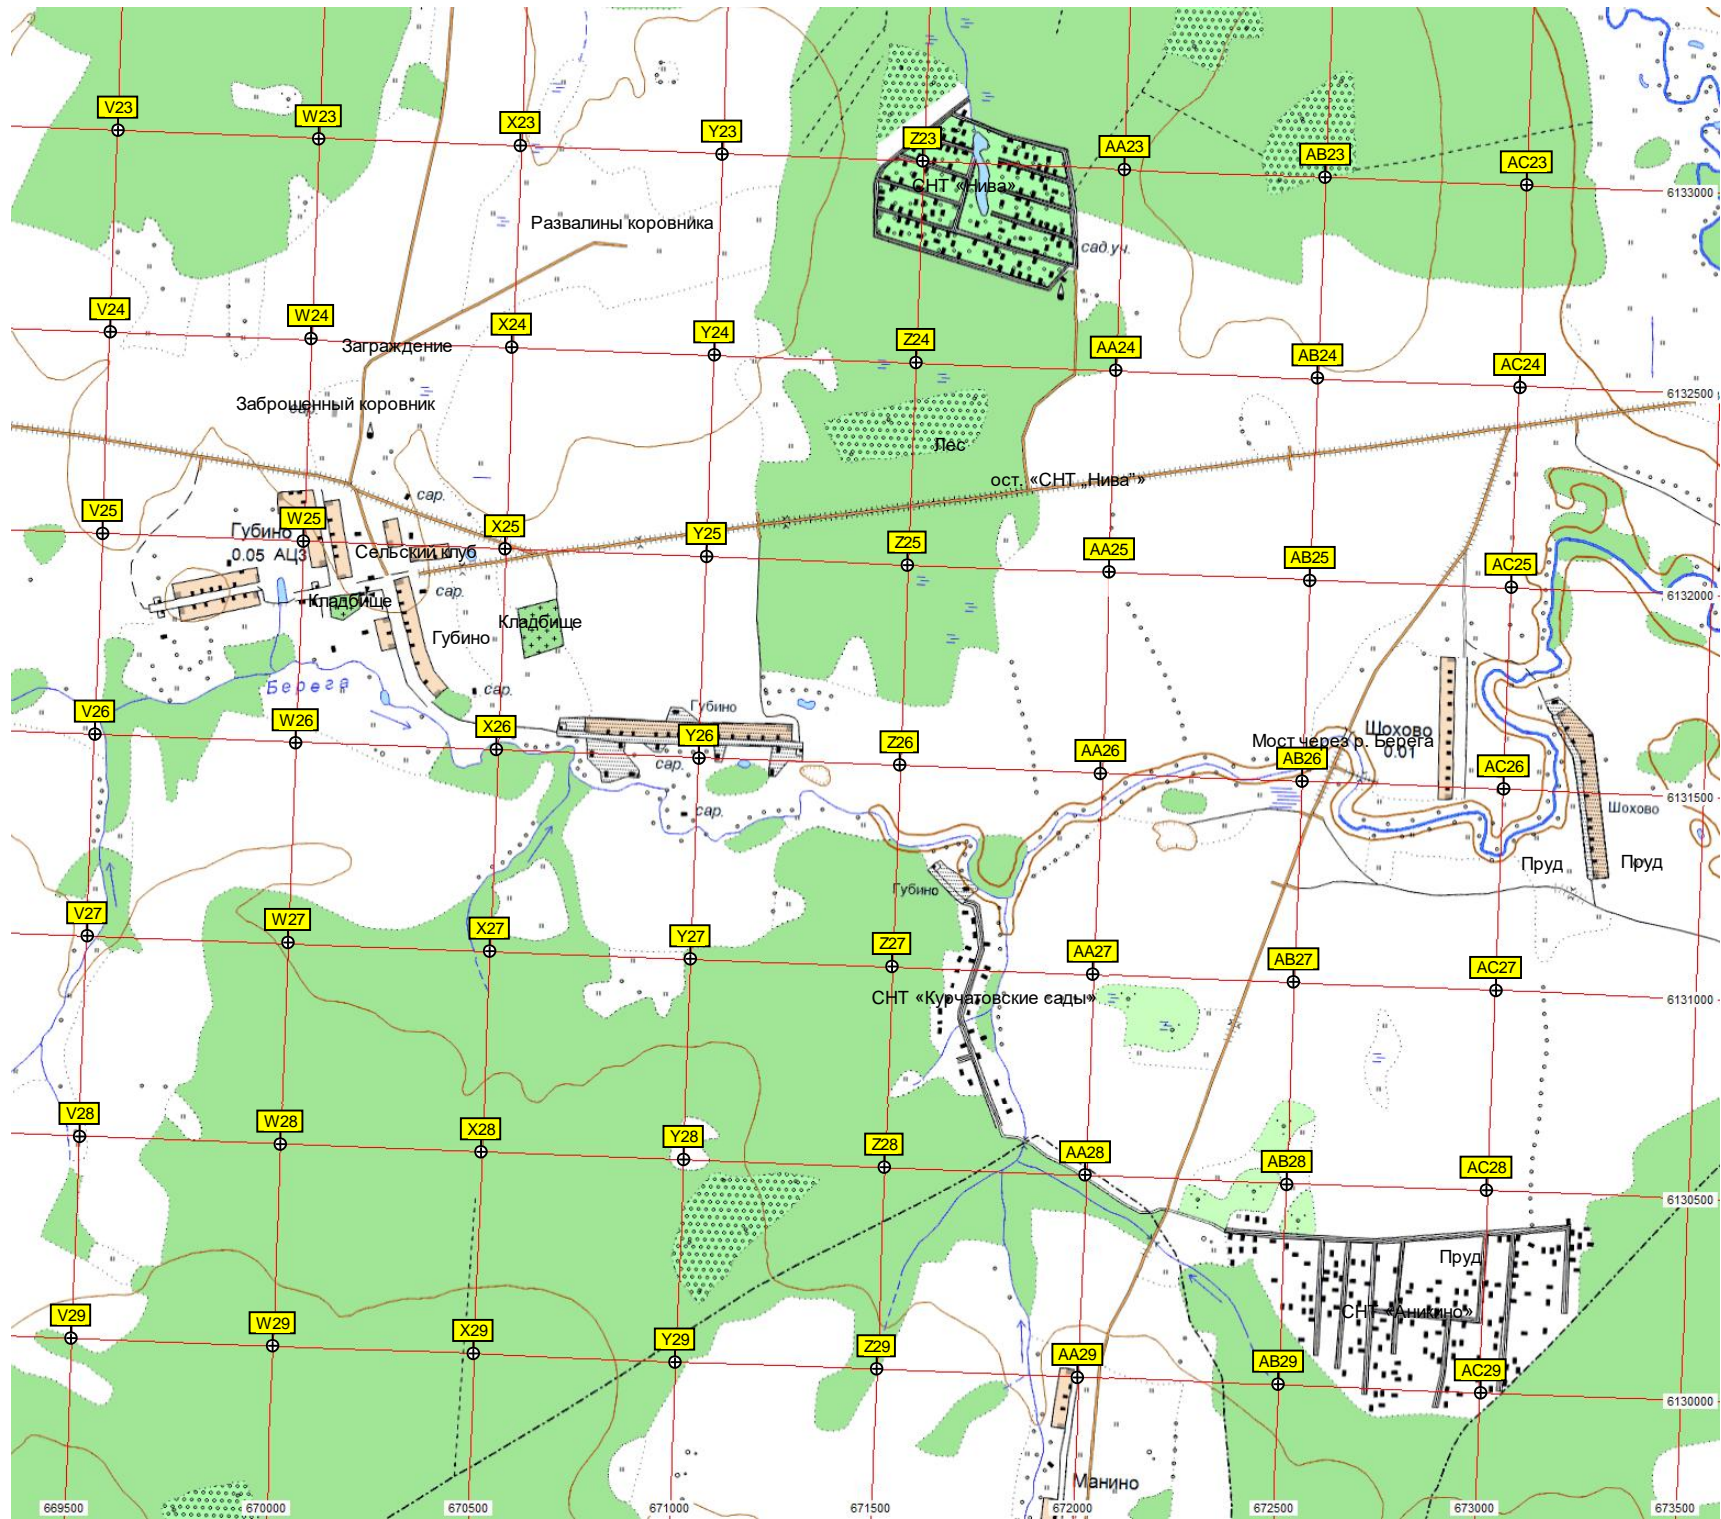 V23
W23
X23
Y23
Z23
AA23
AB23
AC23
СНТ «Нива»
6133000
Развалины коровника
сад.уч.
V24
W24
X24
Y24
Z24
AA24
AB24
AC24
Заграждение
6132500
Заброшенный коровник
сар.
Лес
ост. «СНТ „Нива"»
сар.
V25
W25
X25
Y25
Z25
AA25
AB25
AC25
Губино
0.05 АЦЗ
Сельский клуб
6132000
Кладбище
сар.
Кладбище
Губино
Берега
сар.
Губино
V26
W26
X26
Y26
Z26
AA26
AB26
AC26
Шохово
0.01
Мост через р. Берега
сар.
6131500
сар.
Шохово
Пруд
Пруд
Губино
V27
W27
X27
Y27
Z27
AA27
AB27
AC27
СНТ «Курчатовские сады»
6131000
V28
W28
X28
Y28
Z28
AA28
AB28
AC28
6130500
Пруд
СНТ «Аникино»
V29
W29
X29
Y29
Z29
AA29
AB29
AC29
6130000
Манино
669500
670000
670500
671000
671500
672000
672500
673000
673500